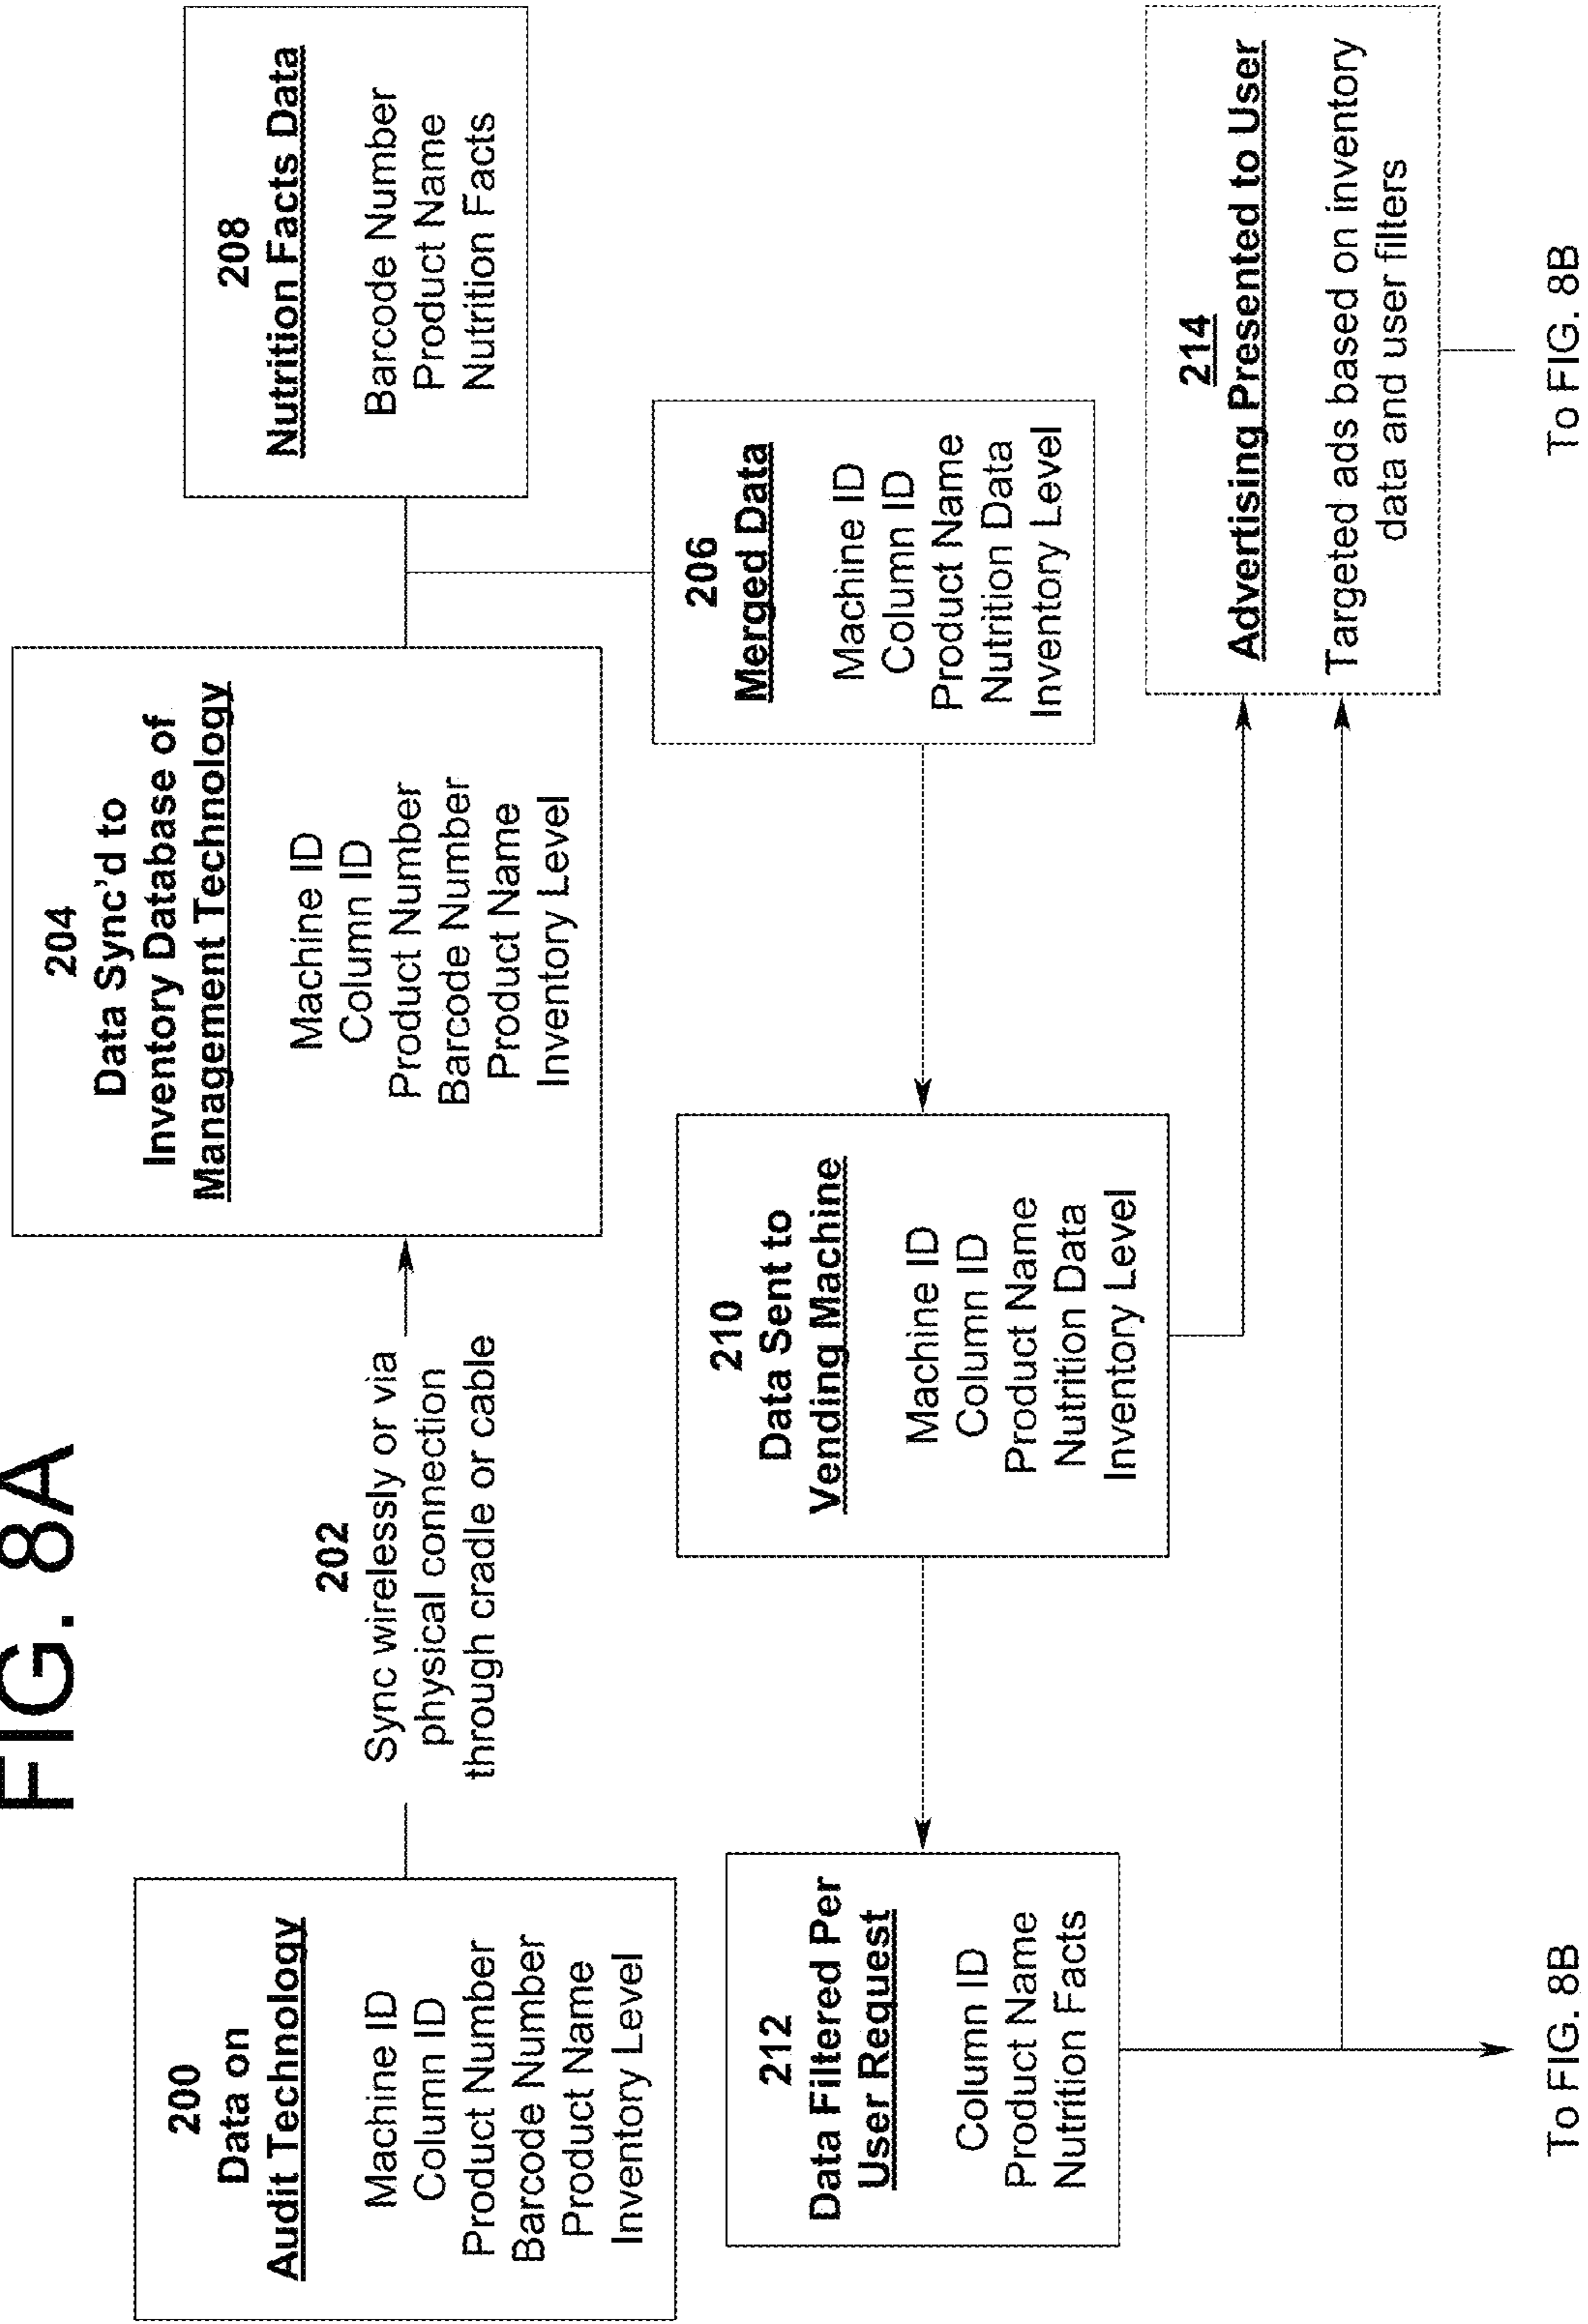 FIG. 8A
200
Data on
Audit Technology
Machine ID
Column ID
Product Number
Barcode Number
Product Name
Inventory Level
202
Sync wirelessly or via
physical connection
through cradle or cable
204
Data Sync'd to
Inventory Database of
Management Technology
Machine ID
Column ID
Product Number
Barcode Number
Product Name
Inventory Level
208
Nutrition Facts Data
Barcode Number
Product Name
Nutrition Facts
212
Data Filtered Per
User Request
Column ID
Product Name
Nutrition Facts
210
Data Sent to
Vending Machine
Machine ID
Column ID
Product Name
Nutrition Data
Inventory Level
206
Merged Data
Machine ID
Column ID
Product Name
Nutrition Data
Inventory Level
214
Advertising Presented to User
Targeted ads based on inventory
data and user filters
To FIG. 8B
To FIG. 8B